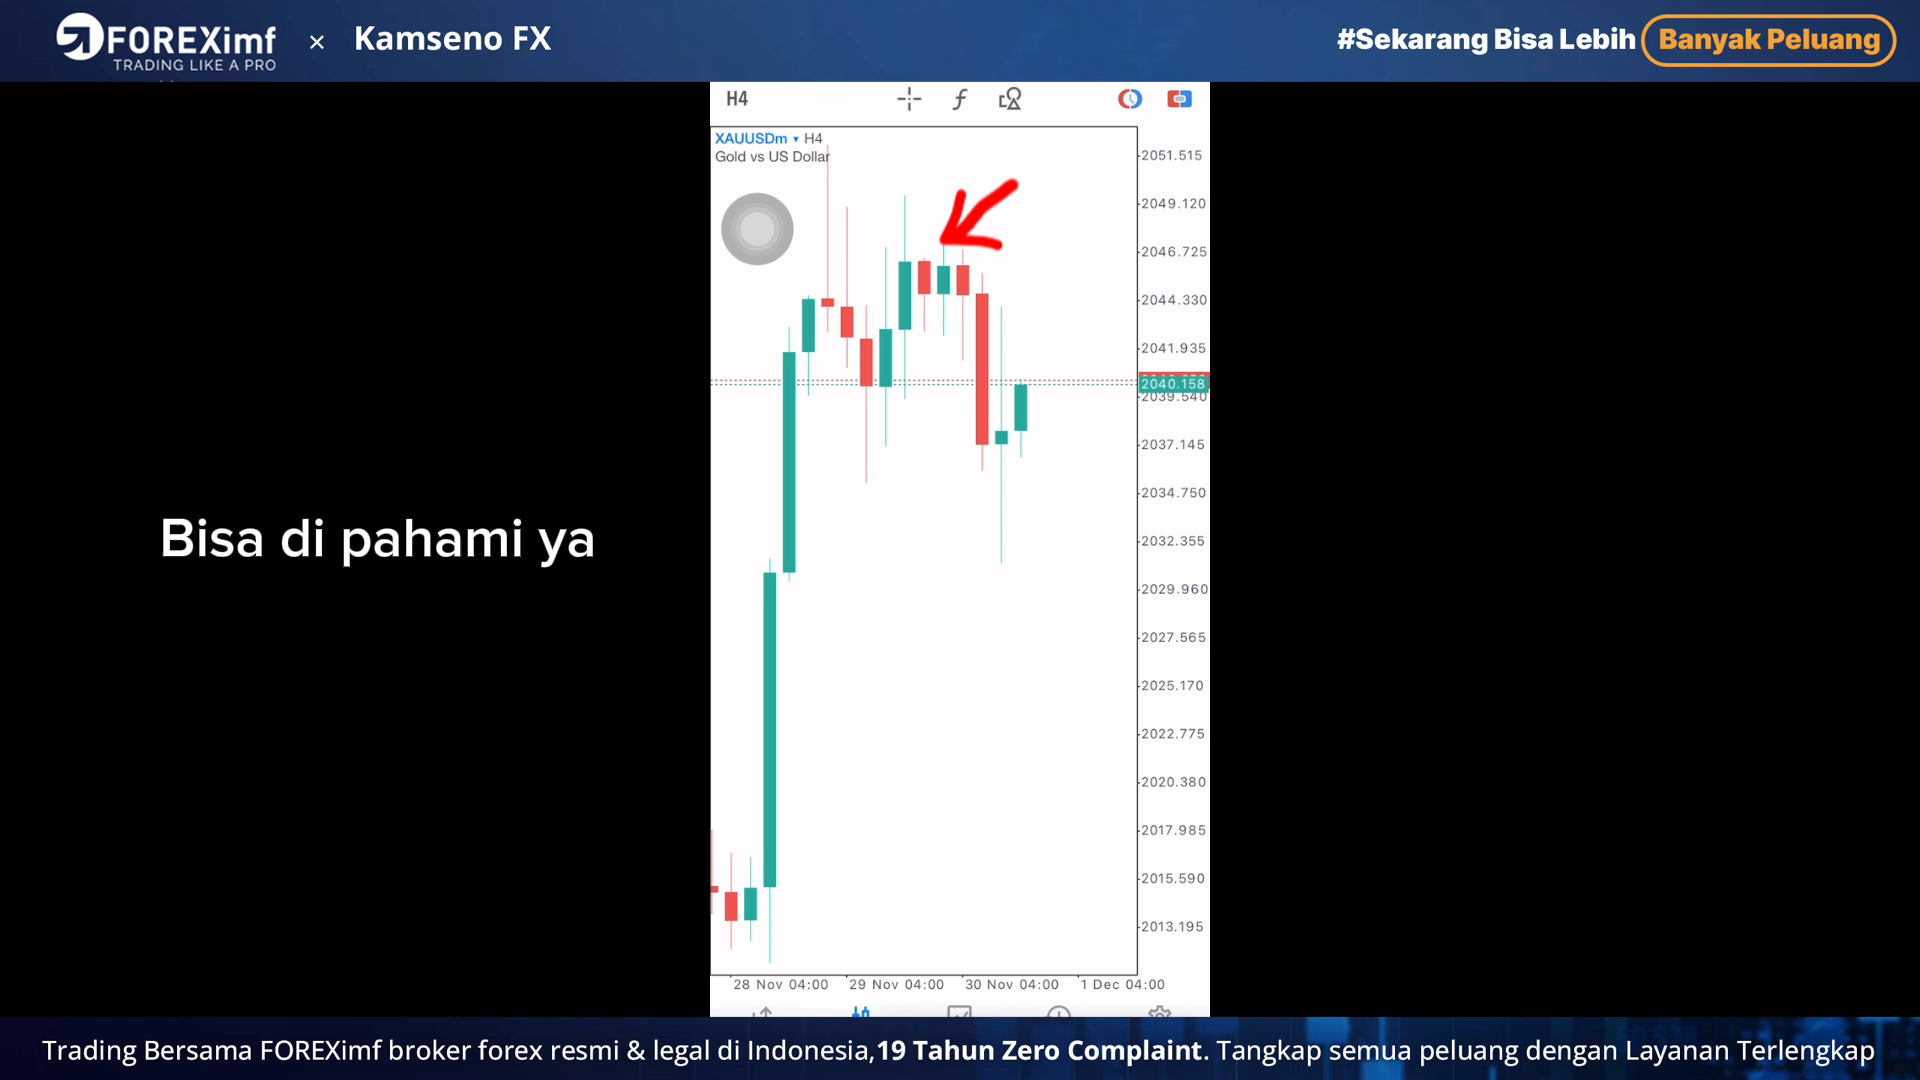 FOREXimf
TRADING LIKE A PRO
× Kamseno FX
#Sekarang Bisa Lebih Banyak Peluang
H4
XAUUSDm ▾ H4
Gold vs US Dollar
2051.515
2049.120
2046.725
2044.330
2041.935
2040.158
2039.540
2037.145
2034.750
2032.355
2029.960
2027.565
2025.170
2022.775
2020.380
2017.985
2015.590
2013.195
28 Nov 04:00 29 Nov 04:00 30 Nov 04:00 1 Dec 04:00
Bisa di pahami ya
Trading Bersama FOREXimf broker forex resmi & legal di Indonesia,19 Tahun Zero Complaint. Tangkap semua peluang dengan Layanan Terlengkap